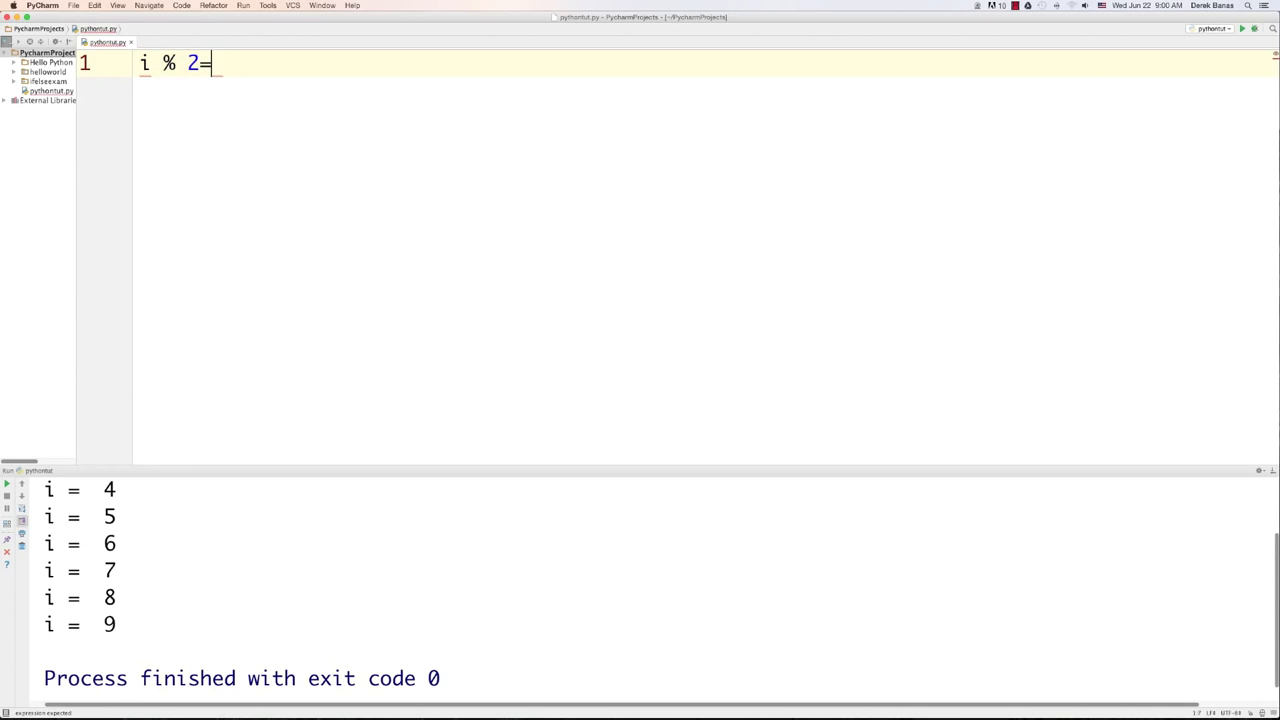 PyCharm File Edit View Navigate Code Refactor Run Tools VCS Window Help 10 Wed Jun 22 9:00 AM Derek Banas
pythontut.py - PycharmProjects - [~/PycharmProjects]
PycharmProjects pythontut.py pythontut
pythontut.py ×
PycharmProject
Hello Python
helloworld
ifelseexam
pythontut.py
External Librarie
1 i % 2=
Run pythontut
i = 4
i = 5
i = 6
i = 7
i = 8
i = 9
Process finished with exit code 0
expression expected 1:7 LF UTF-8